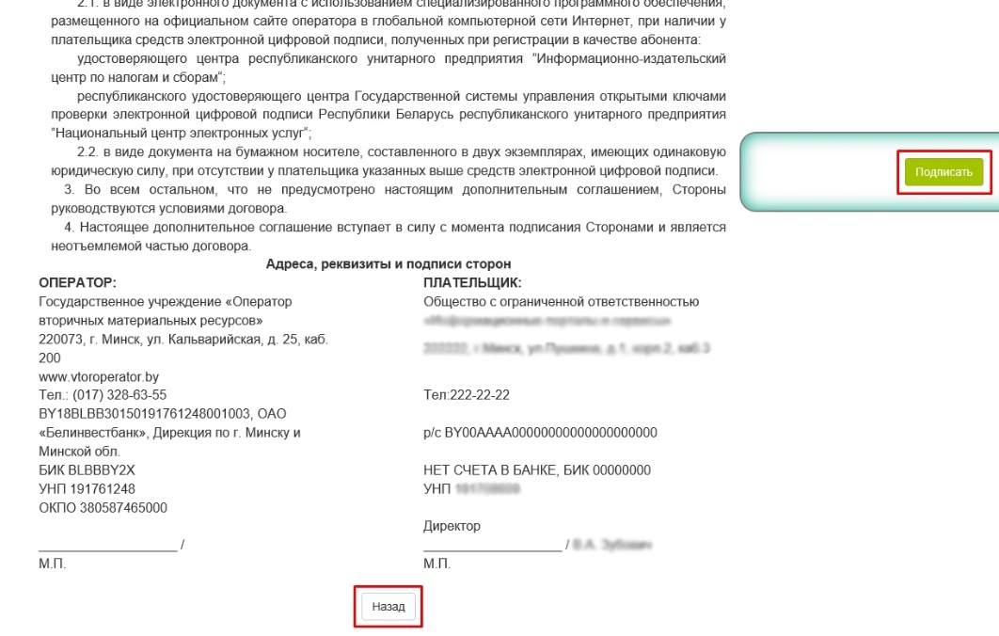 2.1. в виде электронного документа с использованием специализированного программного обеспечения,
размещенного на официальном сайте оператора в глобальной компьютерной сети Интернет, при наличии у
плательщика средств электронной цифровой подписи, полученных при регистрации в качестве абонента:
удостоверяющего центра республиканского унитарного предприятия "Информационно-издательский
центр по налогам и сборам";
республиканского удостоверяющего центра Государственной системы управления открытыми ключами
проверки электронной цифровой подписи Республики Беларусь республиканского унитарного предприятия
"Национальный центр электронных услуг";
2.2. в виде документа на бумажном носителе, составленного в двух экземплярах, имеющих одинаковую
юридическую силу, при отсутствии у плательщика указанных выше средств электронной цифровой подписи.
3. Во всем остальном, что не предусмотрено настоящим дополнительным соглашением, Стороны
руководствуются условиями договора.
4. Настоящее дополнительное соглашение вступает в силу с момента подписания Сторонами и является
неотъемлемой частью договора.
Подписать
Адреса, реквизиты и подписи сторон
ОПЕРАТОР:
Государственное учреждение «Оператор
вторичных материальных ресурсов»
220073, г. Минск, ул. Кальварийская, д. 25, каб.
200
www.vtoroperator.by
Тел.: (017) 328-63-55
BY18BLBB30150191761248001003, ОАО
«Белинвестбанк», Дирекция по г. Минску и
Минской обл.
БИК BLBBBY2X
УНП 191761248
ОКПО 380587465000
___________________ /
М.П.
ПЛАТЕЛЬЩИК:
Общество с ограниченной ответственностью
Тел:222-22-22
р/с BY00AAAA00000000000000000000
НЕТ СЧЕТА В БАНКЕ, БИК 00000000
УНП
Директор
___________________ /
М.П.
Назад